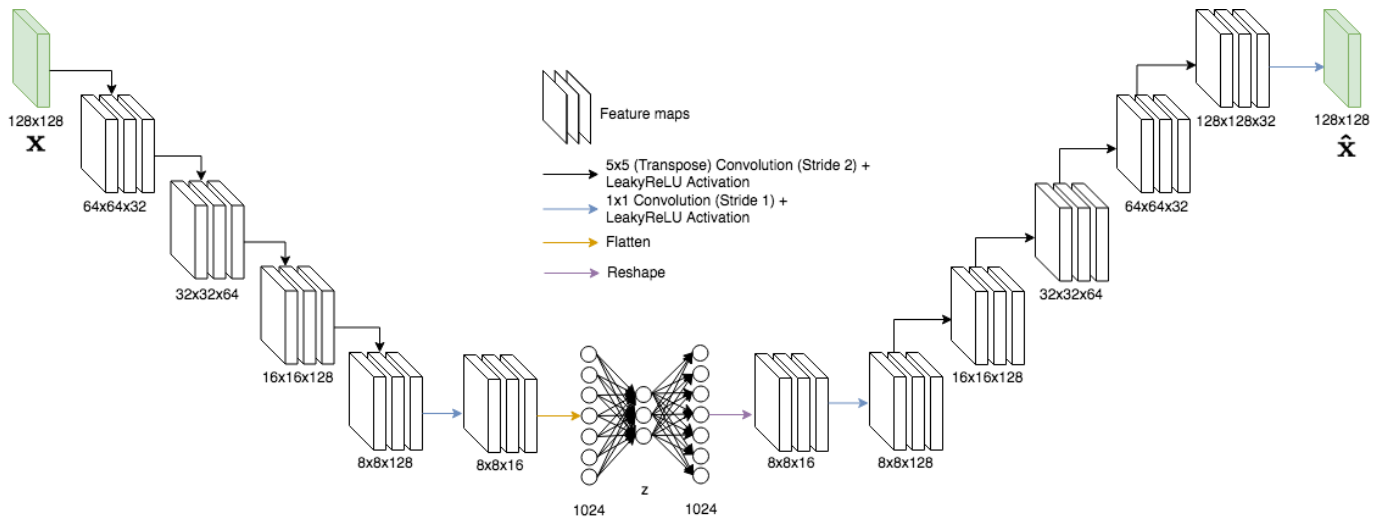 128x128
x
64x64x32
32x32x64
16x16x128
8x8x128
8x8x16
1024
z
1024
8x8x16
8x8x128
16x16x128
32x32x64
64x64x32
128x128x32
128x128
x̂
Feature maps
5x5 (Transpose) Convolution (Stride 2) +
LeakyReLU Activation
1x1 Convolution (Stride 1) +
LeakyReLU Activation
Flatten
Reshape